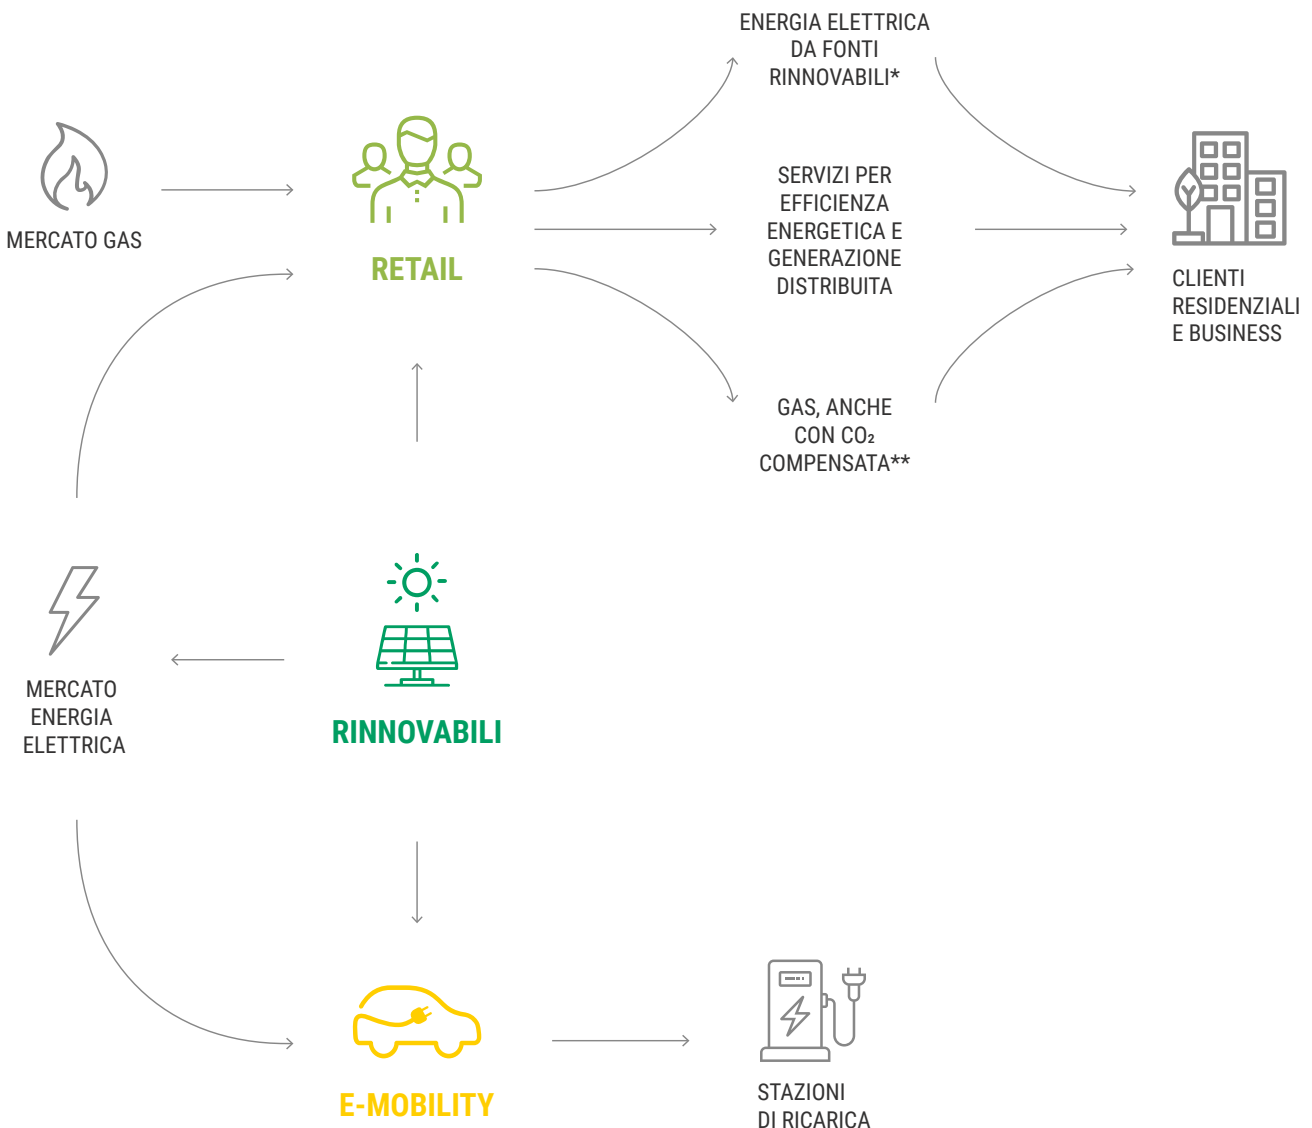 ENERGIA ELETTRICA
DA FONTI
RINNOVABILI*
MERCATO GAS
RETAIL
SERVIZI PER
EFFICIENZA
ENERGETICA E
GENERAZIONE
DISTRIBUITA
CLIENTI
RESIDENZIALI
E BUSINESS
GAS, ANCHE
CON CO₂
COMPENSATA**
MERCATO
ENERGIA
ELETTRICA
RINNOVABILI
E-MOBILITY
STAZIONI
DI RICARICA